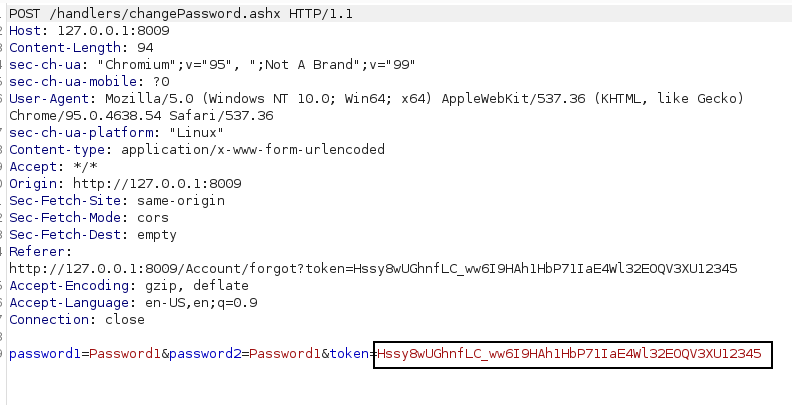 POST /handlers/changePassword.ashx HTTP/1.1
Host: 127.0.0.1:8009
Content-Length: 94
sec-ch-ua: "Chromium";v="95", ";Not A Brand";v="99"
sec-ch-ua-mobile: ?0
User-Agent: Mozilla/5.0 (Windows NT 10.0; Win64; x64) AppleWebKit/537.36 (KHTML, like Gecko)
Chrome/95.0.4638.54 Safari/537.36
sec-ch-ua-platform: "Linux"
Content-type: application/x-www-form-urlencoded
Accept: */*
Origin: http://127.0.0.1:8009
Sec-Fetch-Site: same-origin
Sec-Fetch-Mode: cors
Sec-Fetch-Dest: empty
Referer:
http://127.0.0.1:8009/Account/forgot?token=Hssy8wUGhnfLC_ww6I9HAh1HbP71IaE4Wl32EOQV3XU12345
Accept-Encoding: gzip, deflate
Accept-Language: en-US,en;q=0.9
Connection: close
password1=Password1&password2=Password1&token=Hssy8wUGhnfLC_ww6I9HAh1HbP71IaE4Wl32EOQV3XU12345